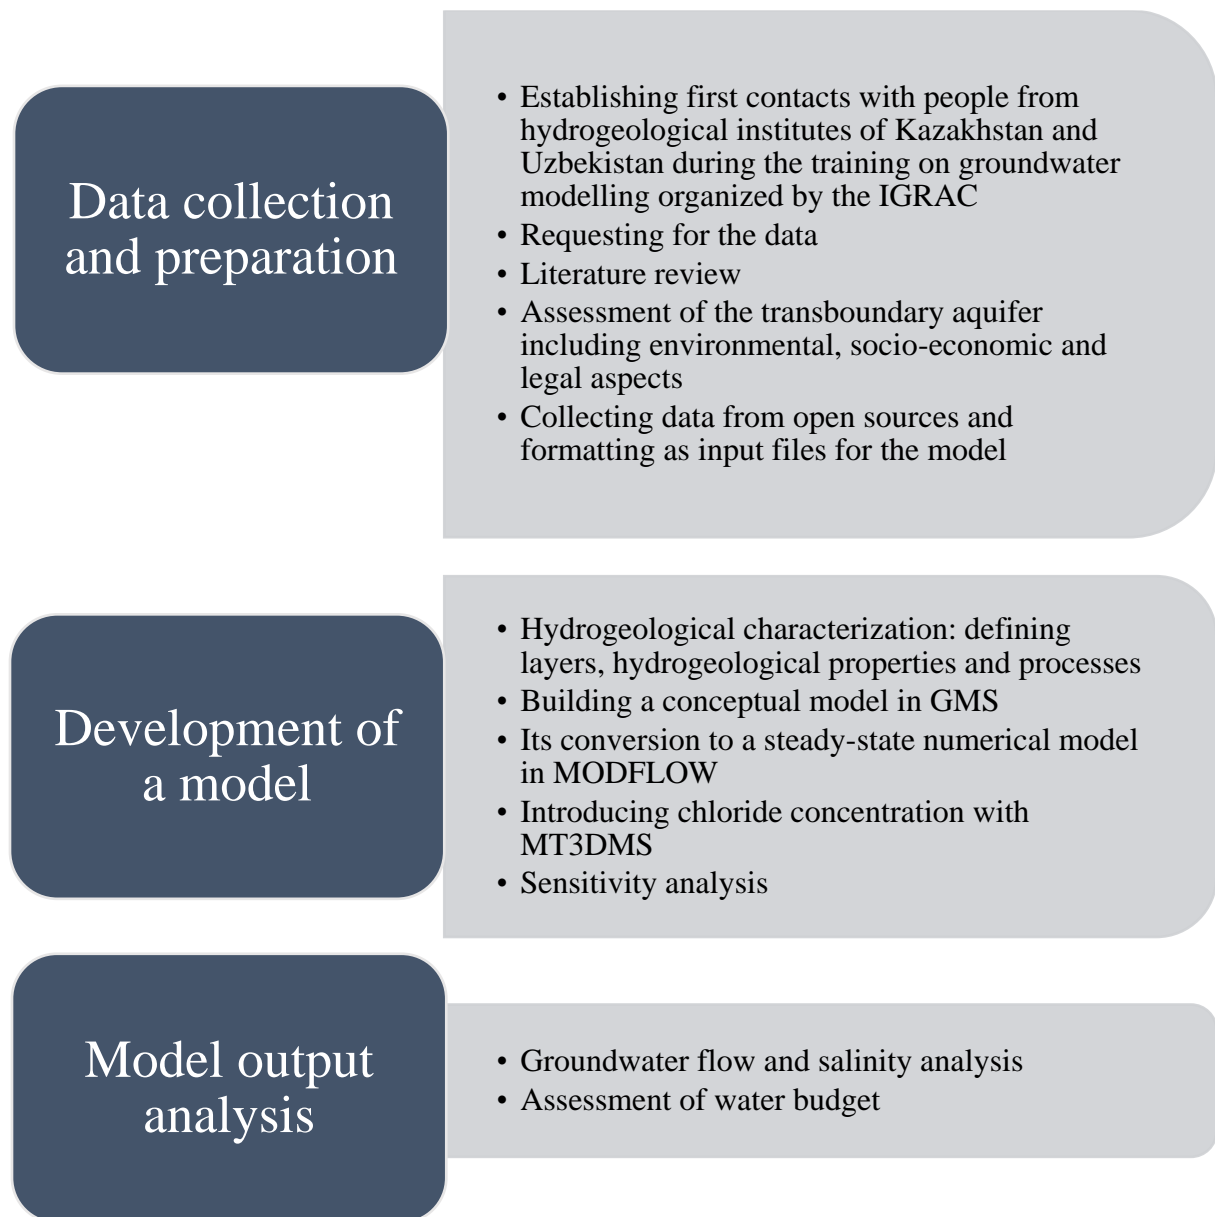 Data collection
and preparation
• Establishing first contacts with people from
hydrogeological institutes of Kazakhstan and
Uzbekistan during the training on groundwater
modelling organized by the IGRAC
• Requesting for the data
• Literature review
• Assessment of the transboundary aquifer
including environmental, socio-economic and
legal aspects
• Collecting data from open sources and
formatting as input files for the model
Development of
a model
• Hydrogeological characterization: defining
layers, hydrogeological properties and processes
• Building a conceptual model in GMS
• Its conversion to a steady-state numerical model
in MODFLOW
• Introducing chloride concentration with
MT3DMS
• Sensitivity analysis
Model output
analysis
• Groundwater flow and salinity analysis
• Assessment of water budget